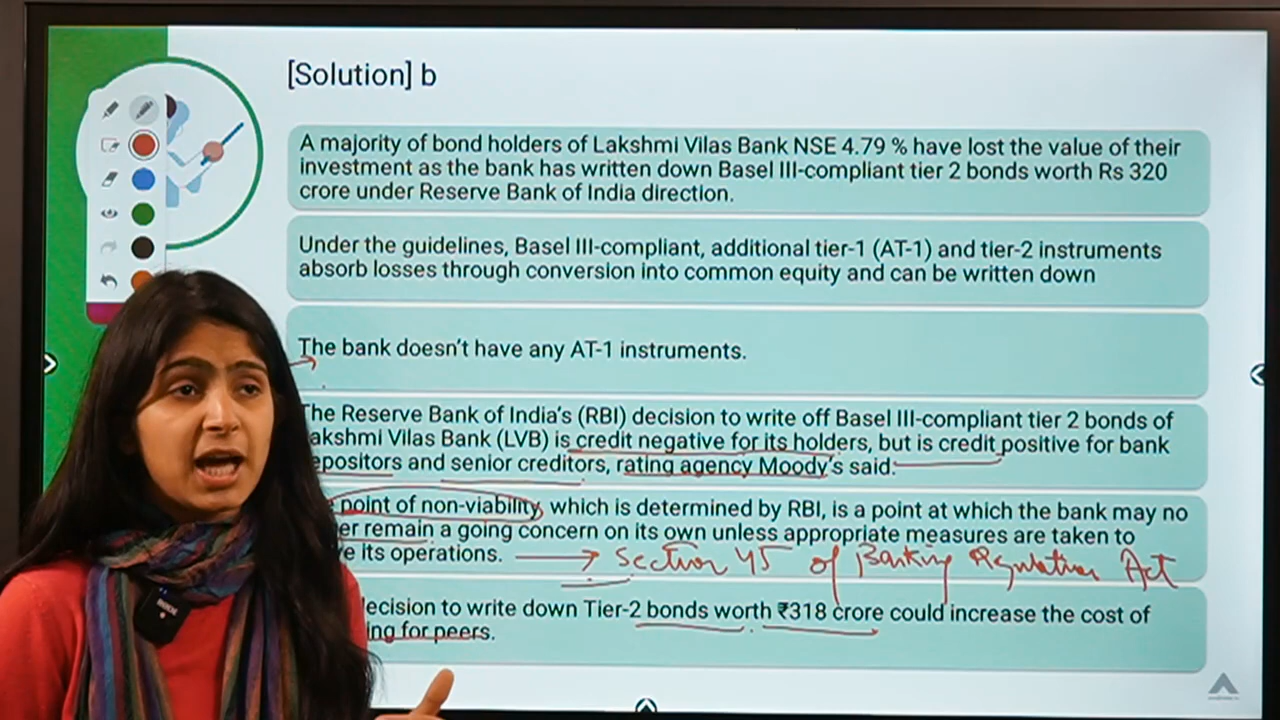 [Solution] b
A majority of bond holders of Lakshmi Vilas Bank NSE 4.79 % have lost the value of their
investment as the bank has written down Basel III-compliant tier 2 bonds worth Rs 320
crore under Reserve Bank of India direction.
Under the guidelines, Basel III-compliant, additional tier-1 (AT-1) and tier-2 instruments
absorb losses through conversion into common equity and can be written down
The bank doesn't have any AT-1 instruments.
The Reserve Bank of India's (RBI) decision to write off Basel III-compliant tier 2 bonds of
akshmi Vilas Bank (LVB) is credit negative for its holders, but is credit positive for bank
epositors and senior creditors, rating agency Moody's said:
point of non-viability, which is determined by RBI, is a point at which the bank may no
er remain a going concern on its own unless appropriate measures are taken to
e its operations. Section 45 of Banking Regulation Act
ecision to write down Tier-2 bonds worth ₹318 crore could increase the cost of
ing for peers.